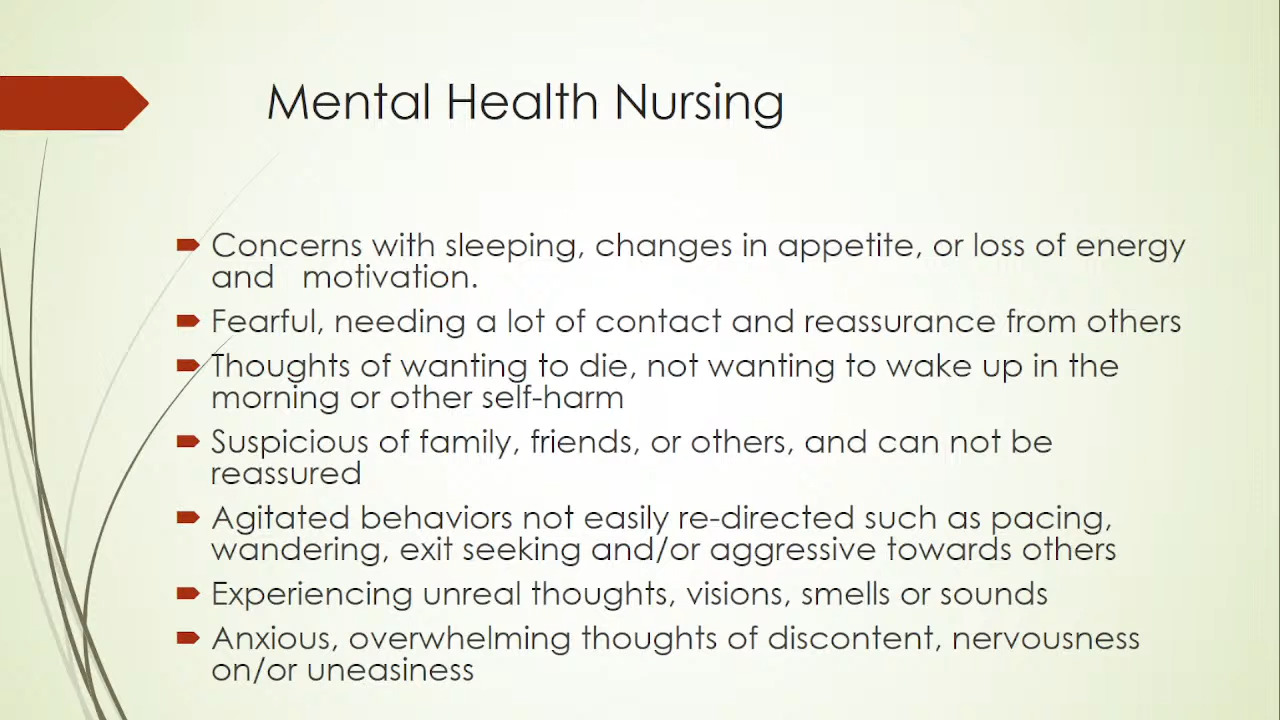 Mental Health Nursing
Concerns with sleeping, changes in appetite, or loss of energy
and   motivation.
Fearful, needing a lot of contact and reassurance from others
Thoughts of wanting to die, not wanting to wake up in the
morning or other self-harm
Suspicious of family, friends, or others, and can not be
reassured
Agitated behaviors not easily re-directed such as pacing,
wandering, exit seeking and/or aggressive towards others
Experiencing unreal thoughts, visions, smells or sounds
Anxious, overwhelming thoughts of discontent, nervousness
on/or uneasiness